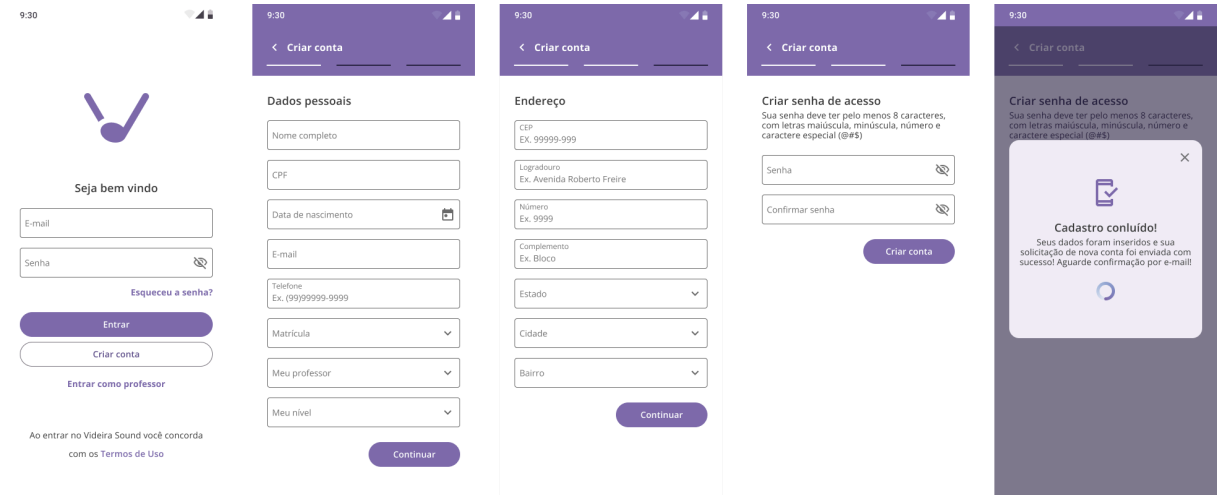 9:30
Seja bem vindo
E-mail
Senha
Esqueceu a senha?
Entrar
Criar conta
Entrar como professor
Ao entrar no Videira Sound você concorda
com os Termos de Uso
9:30
Criar conta
Dados pessoais
Nome completo
CPF
Data de nascimento
E-mail
Telefone
Ex. (99)99999-9999
Matrícula
Meu professor
Meu nível
Continuar
9:30
Criar conta
Endereço
CEP
EX. 99999-999
Logradouro
Ex. Avenida Roberto Freire
Número
Ex. 9999
Complemento
Ex. Bloco
Estado
Cidade
Bairro
Continuar
9:30
Criar conta
Criar senha de acesso
Sua senha deve ter pelo menos 8 caracteres,
com letras maiúscula, minúscula, número e
caractere especial (@#$)
Senha
Confirmar senha
Criar conta
9:30
Criar conta
Criar senha de acesso
Sua senha deve ter pelo menos 8 caracteres,
com letras maiúscula, minúscula, número e
caractere especial (@#$)
Cadastro conluído!
Seus dados foram inseridos e sua
solicitação de nova conta foi enviada com
sucesso! Aguarde confirmação por e-mail!